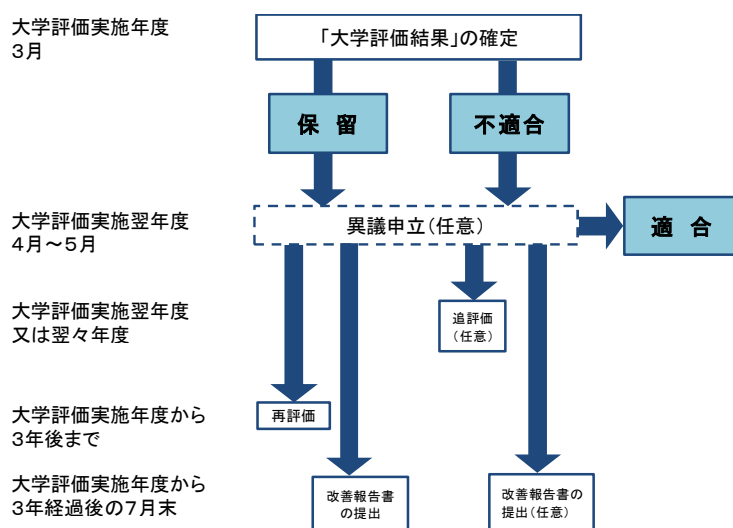 大学評価実施年度
3月
「大学評価結果」の確定
保 留
不適合
大学評価実施翌年度
4月～5月
異議申立(任意)
適 合
大学評価実施翌年度
又は翌々年度
追評価
(任意)
大学評価実施年度から
3年後まで
再評価
大学評価実施年度から
3年経過後の7月末
改善報告書
の提出
改善報告書の
提出(任意)